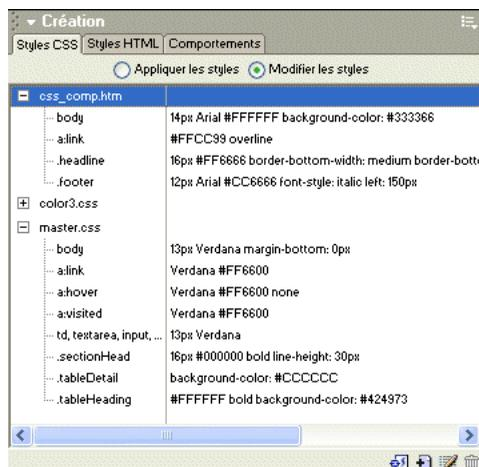 Création
Styles CSS Styles HTML Comportements
Appliquer les styles Modifier les styles
css_comp.htm
body 14px Arial #FFFFFF background-color: #333366
a:link #FFCC99 overline
.headline 16px #FF6666 border-bottom-width: medium border-botto
.footer 12px Arial #CC6666 font-style: italic left: 150px
color3.css
master.css
body 13px Verdana margin-bottom: 0px
a:link Verdana #FF6600
a:hover Verdana #FF6600 none
a:visited Verdana #FF6600
td, textarea, input, ... 13px Verdana
.sectionHead 16px #000000 bold line-height: 30px
.tableDetail background-color: #CCCCCC
.tableHeading #FFFFFF bold background-color: #424973